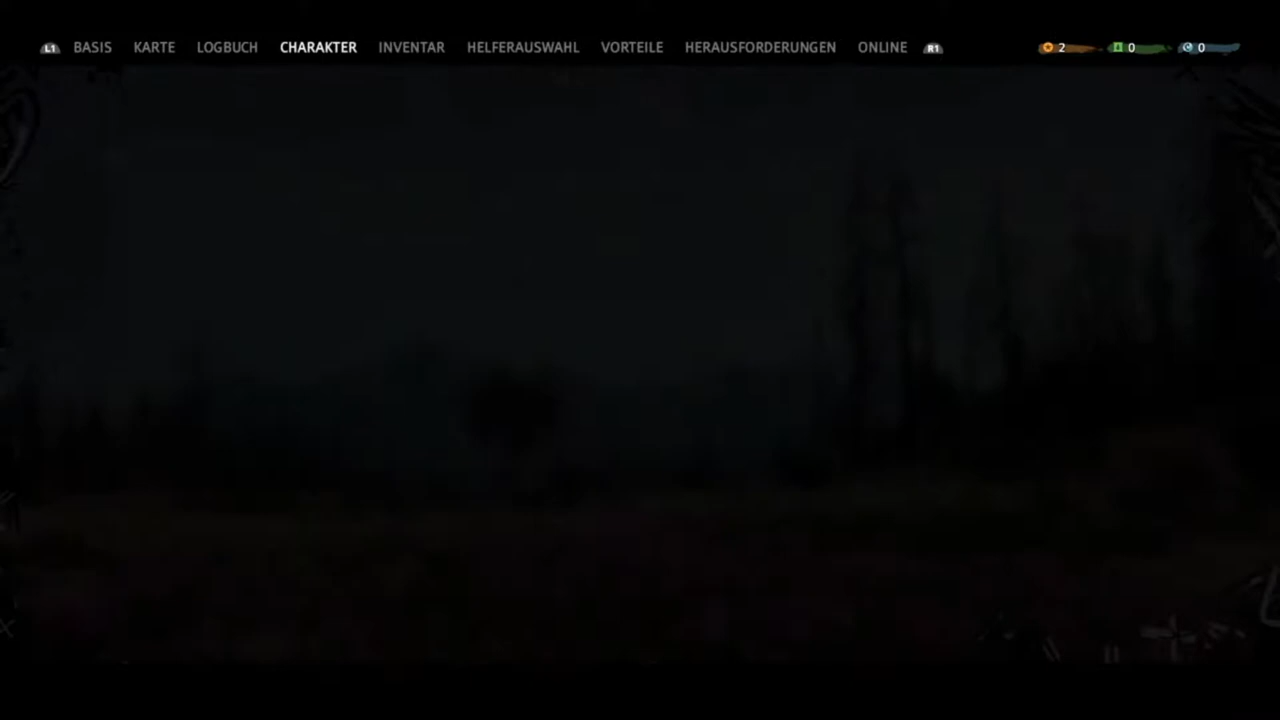 L1 BASIS KARTE LOGBUCH CHARAKTER INVENTAR HELFERAUSWAHL VORTEILE HERAUSFORDERUNGEN ONLINE R1 2 0 0